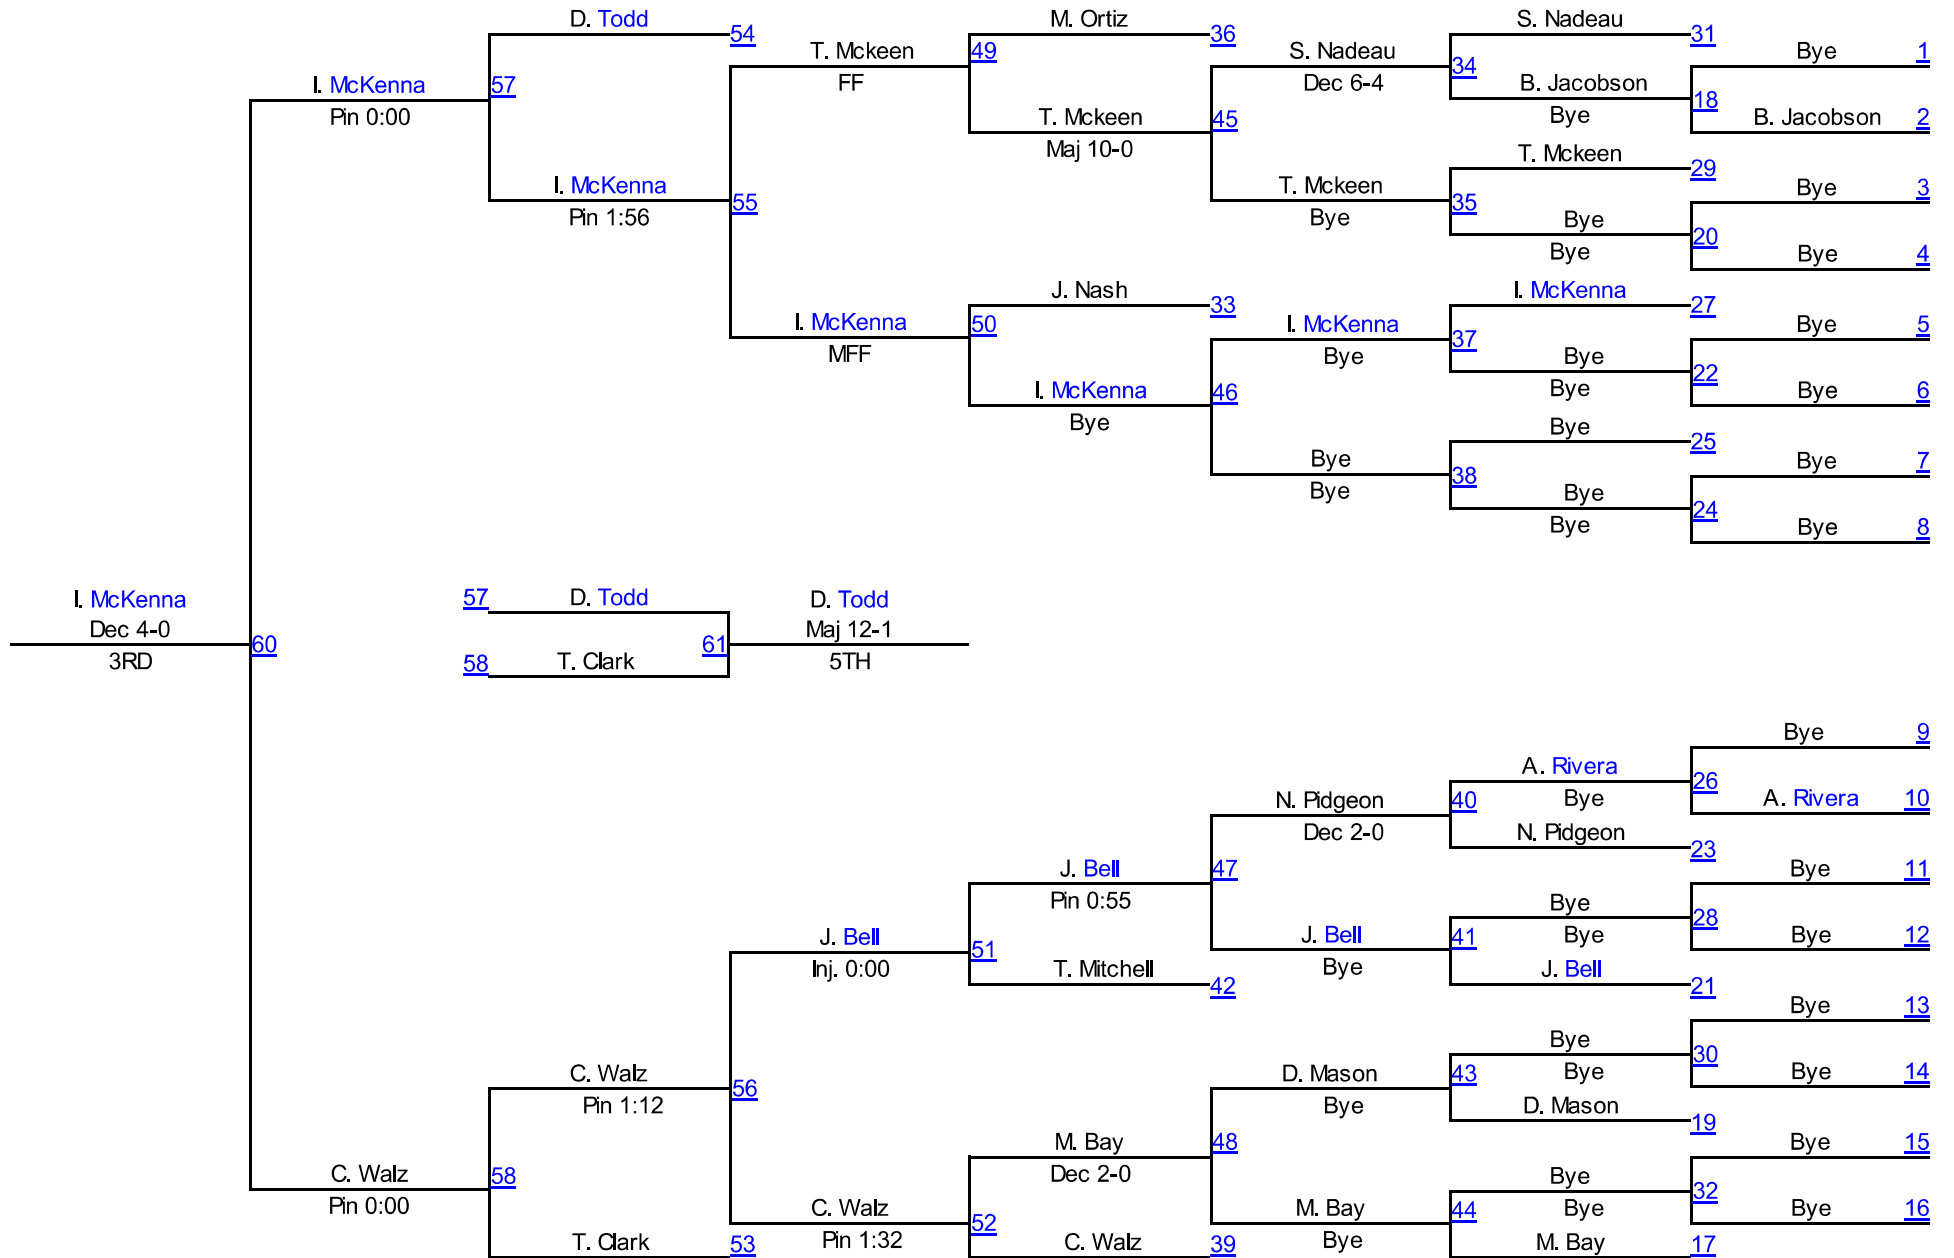 D. Todd
54
M. Ortiz
36
S. Nadeau
31
T. Mckeen
49
S. Nadeau
34
Bye
1
I. McKenna
57
FF
Dec 6-4
B. Jacobson
18
Pin 0:00
T. Mckeen
45
Bye
B. Jacobson
2
Maj 10-0
T. Mckeen
29
I. McKenna
55
T. Mckeen
35
Bye
3
Pin 1:56
Bye
Bye
20
Bye
Bye
4
J. Nash
33
I. McKenna
27
I. McKenna
50
I. McKenna
37
Bye
5
MFF
Bye
Bye
22
I. McKenna
46
Bye
Bye
6
Bye
Bye
25
Bye
38
Bye
7
Bye
Bye
24
Bye
Bye
8
I. McKenna
57
D. Todd
D. Todd
Dec 4-0
60
61
Maj 12-1
3RD
58
T. Clark
5TH
Bye
9
A. Rivera
26
N. Pidgeon
40
Bye
A. Rivera
10
Dec 2-0
N. Pidgeon
23
J. Bell
47
Bye
11
Pin 0:55
Bye
28
J. Bell
51
J. Bell
41
Bye
Bye
12
Inj. 0:00
T. Mitchell
42
Bye
J. Bell
21
Bye
13
Bye
30
C. Walz
56
D. Mason
43
Bye
Bye
14
Pin 1:12
Bye
D. Mason
19
M. Bay
48
Bye
15
C. Walz
58
Dec 2-0
Bye
32
Pin 0:00
C. Walz
52
M. Bay
44
Bye
Bye
16
T. Clark
53
Pin 1:32
C. Walz
39
Bye
M. Bay
17